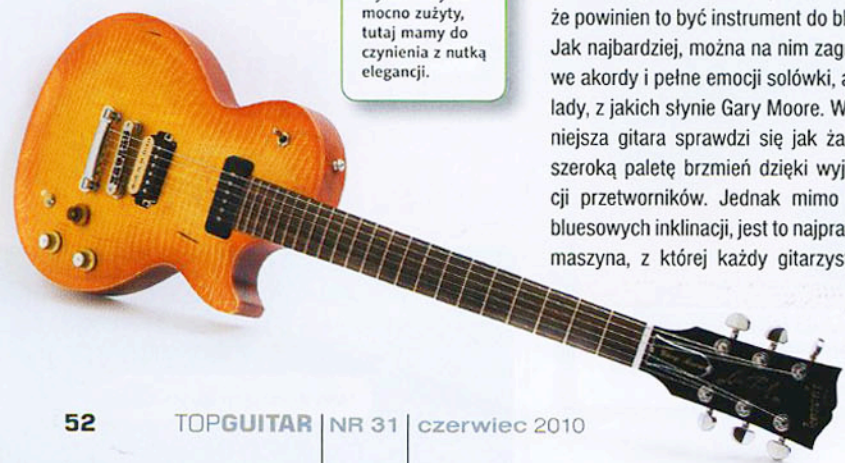 mocno zużyty,
tutaj mamy do
czynienia z nutką
elegancji.
że powinien to być instrument do bl
Jak najbardziej, można na nim zag
we akordy i pełne emocji solówki, a
lady, z jakich słynie Gary Moore. W
niejsza gitara sprawdzi się jak ża
szeroką paletę brzmień dzięki wyj
cji przetworników. Jednak mimo
bluesowych inklinacji, jest to najpra
maszyna, z której każdy gitarzyst
52 TOPGUITAR | NR 31 | czerwiec 2010